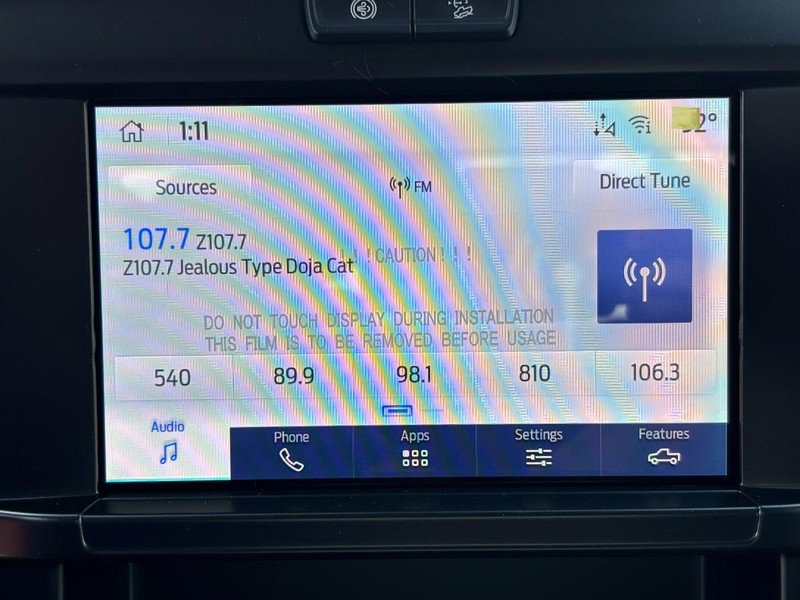 1:11
2°
Sources
FM
Direct Tune
107.7 Z107.7
Z107.7 Jealous Type Doja Cat
! ! ! CAUTION ! ! !
DO NOT TOUCH DISPLAY DURING INSTALLATION
THIS FILM IS TO BE REMOVED BEFORE USAGE
540
89.9
98.1
810
106.3
Audio
Phone
Apps
Settings
Features